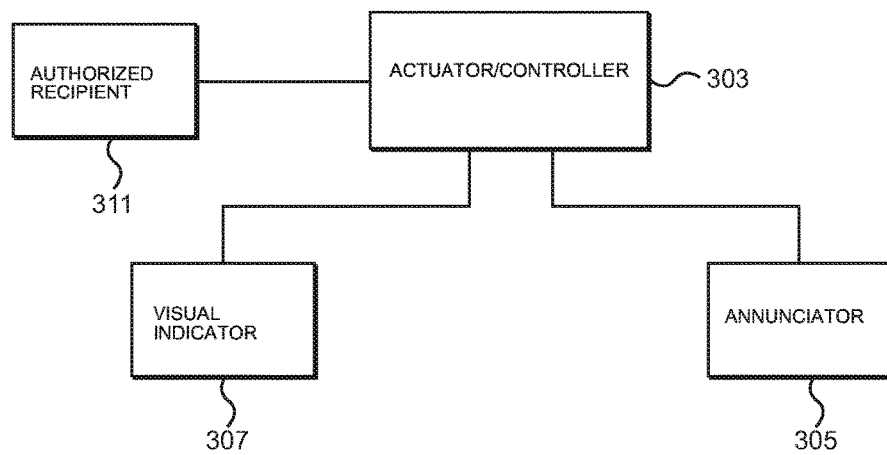 AUTHORIZED
RECIPIENT
ACTUATOR/CONTROLLER
303
311
VISUAL
INDICATOR
ANNUNCIATOR
307
305